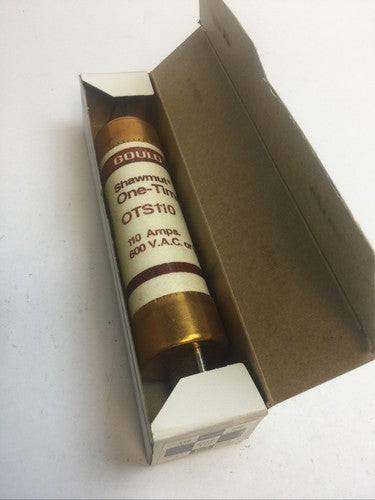 GOULD
Shawmut
One-Tim
OTS110
110 Amps.
600 V.A.C. or